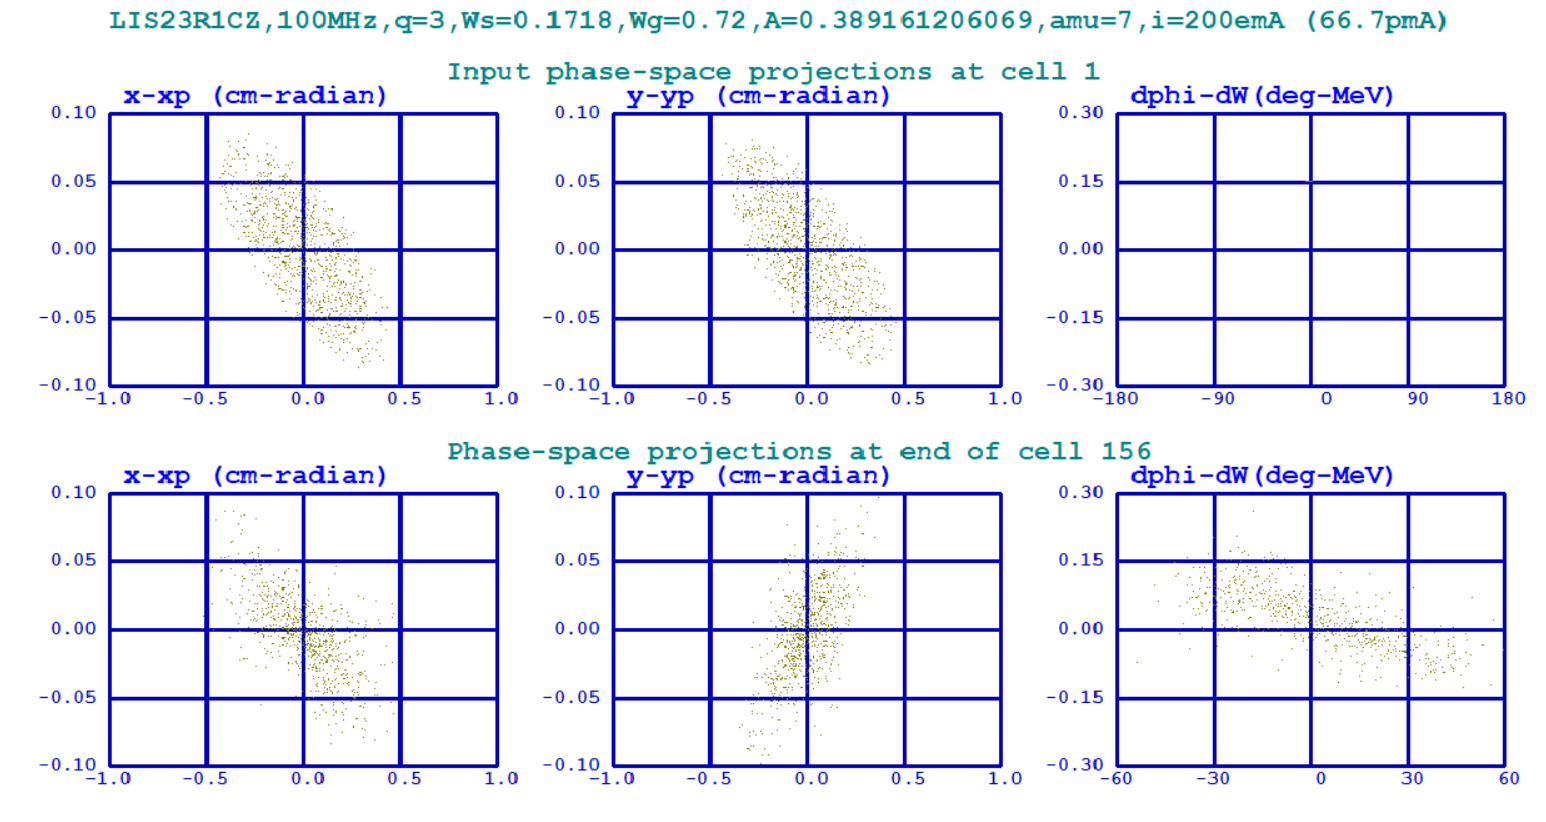 LIS23R1CZ,100MHz,q=3,Ws=0.1718,Wg=0.72,A=0.389161206069,amu=7,i=200emA (66.7pmA)
Input phase-space projections at cell 1
x-xp (cm-radian) y-yp (cm-radian) dphi-dW(deg-MeV)
0.10 0.10 0.30
0.05 0.05 0.15
0.00 0.00 0.00
-0.05 -0.05 -0.15
-0.10 -0.10 -0.30
-1.0 -0.5 0.0 0.5 1.0 -1.0 -0.5 0.0 0.5 1.0 -180 -90 0 90 180
Phase-space projections at end of cell 156
x-xp (cm-radian) y-yp (cm-radian) dphi-dW(deg-MeV)
0.10 0.10 0.30
0.05 0.05 0.15
0.00 0.00 0.00
-0.05 -0.05 -0.15
-0.10 -0.10 -0.30
-1.0 -0.5 0.0 0.5 1.0 -1.0 -0.5 0.0 0.5 1.0 -60 -30 0 30 60